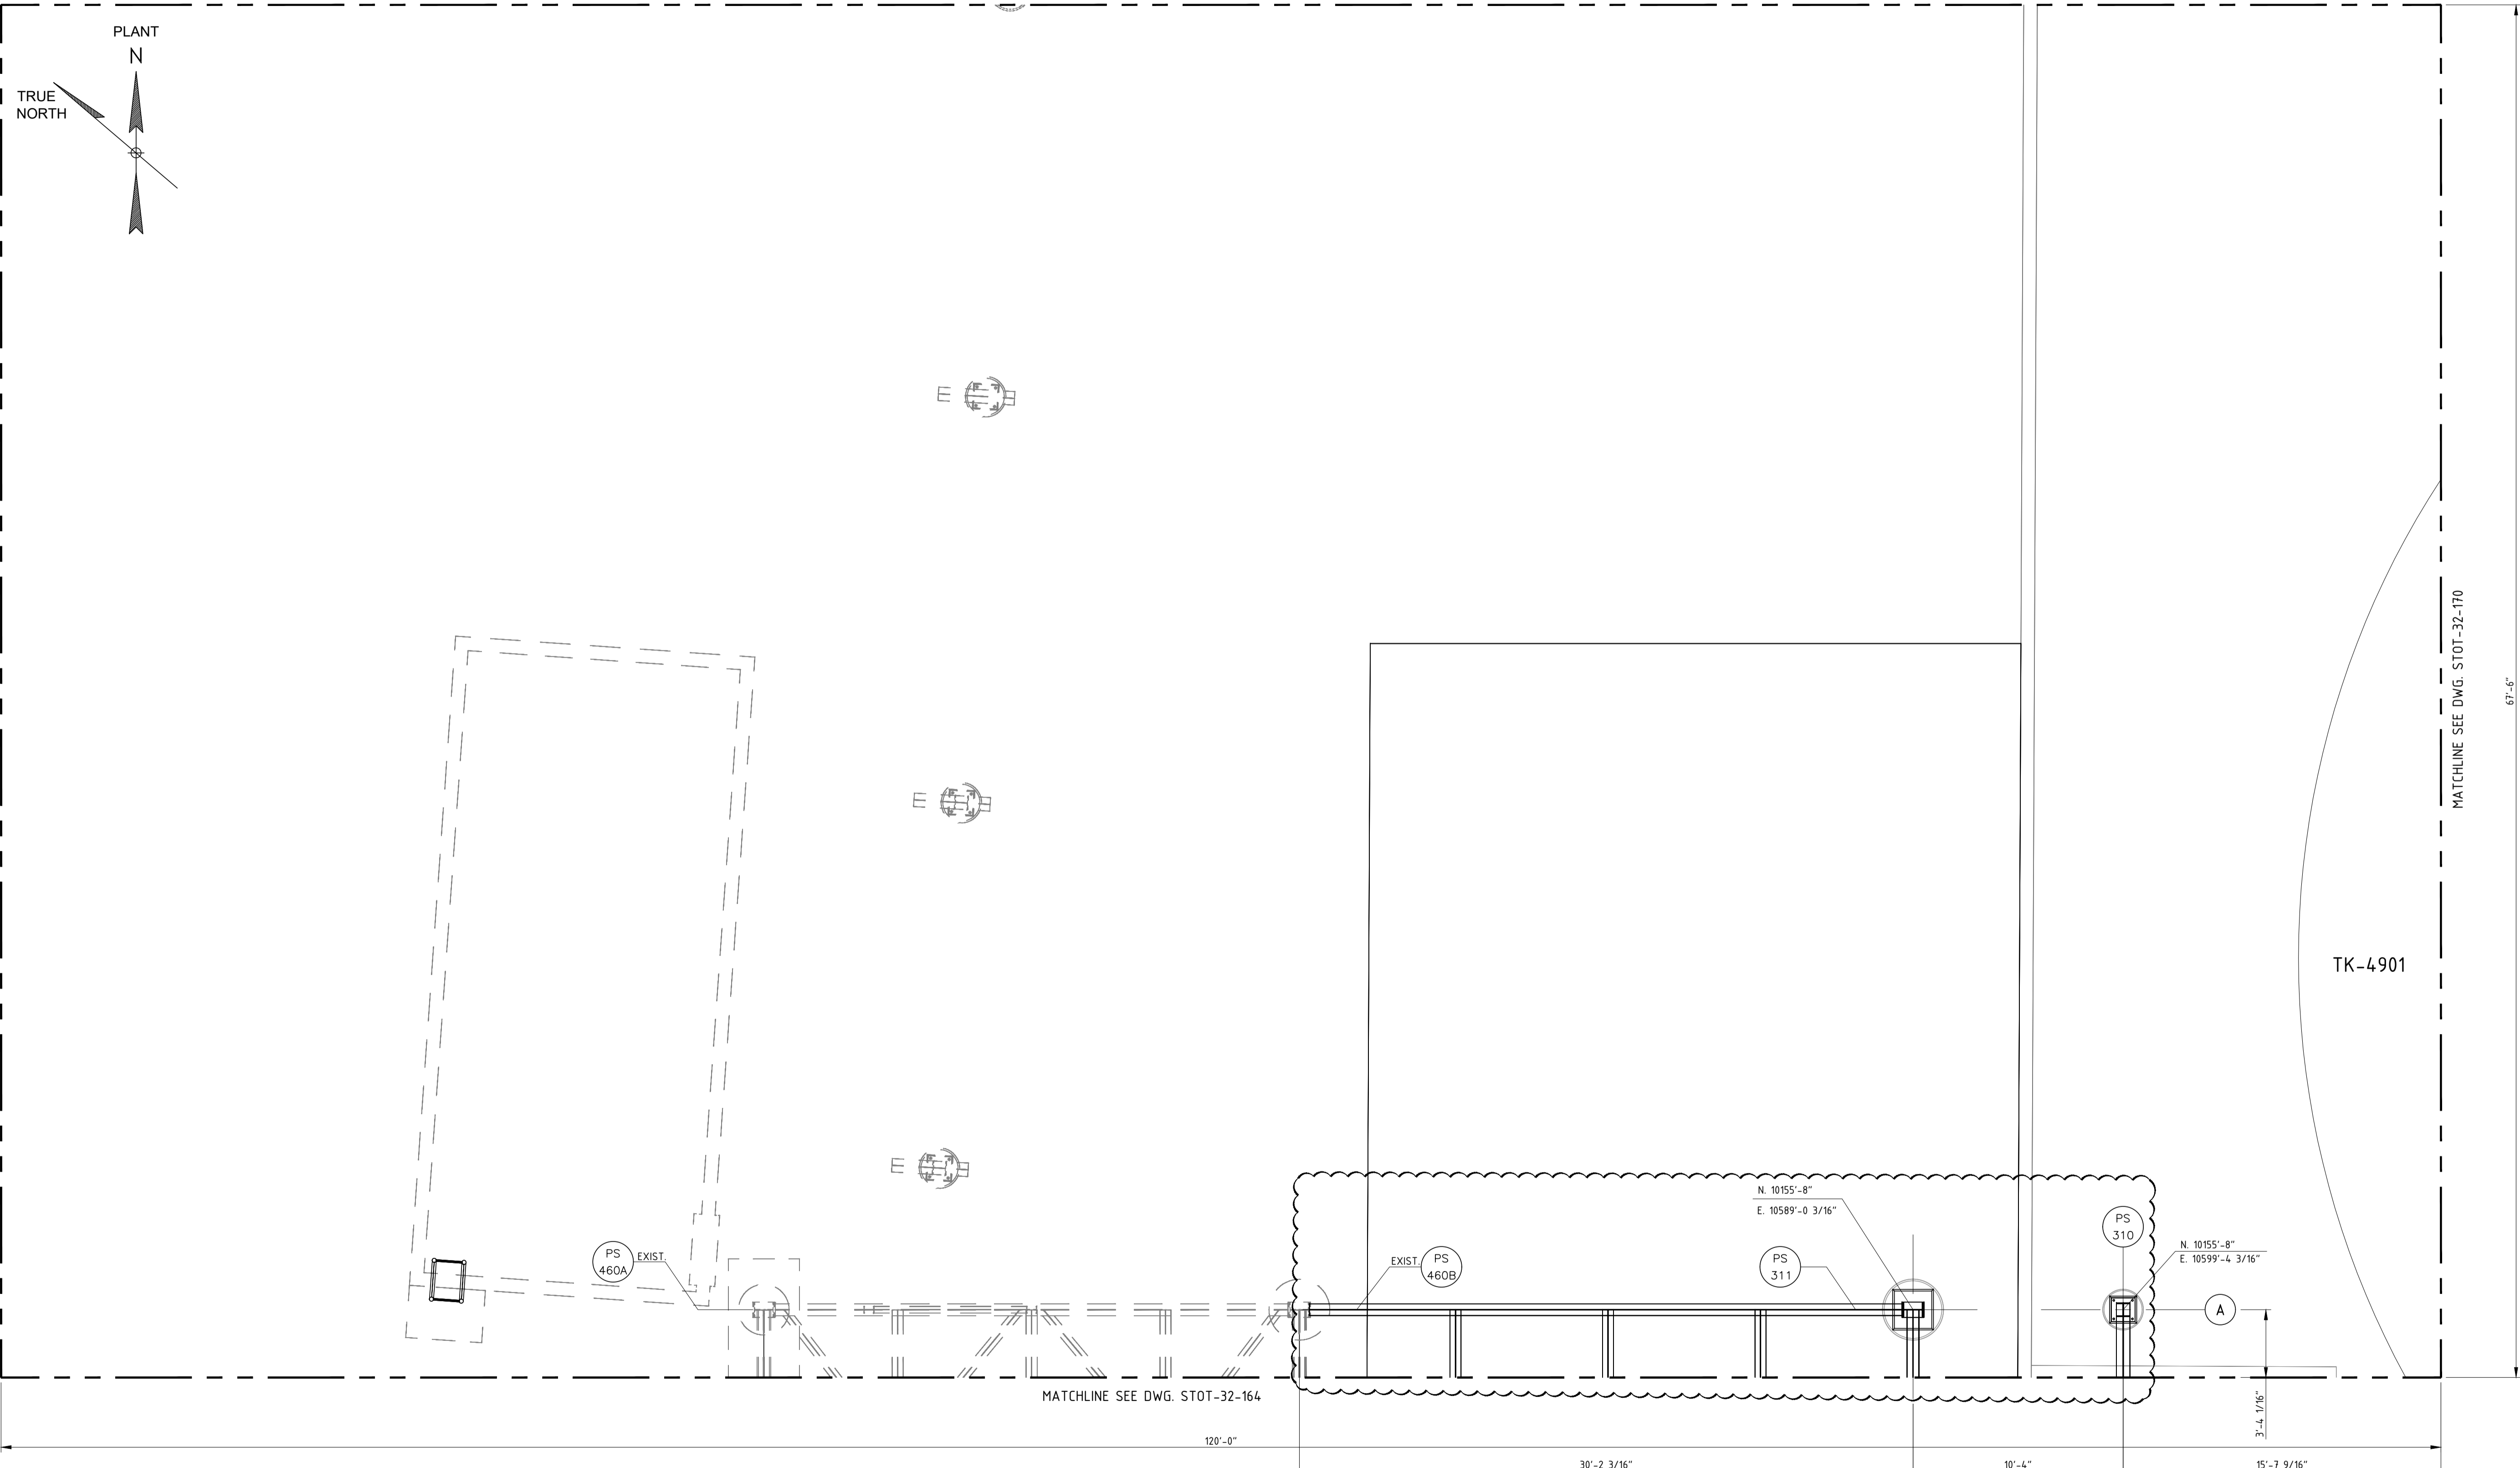 PLANT
N
TRUE
NORTH
MATCHLINE SEE DWG. STOT-32-170
67'-6"
TK-4901
N. 10155'-8"
E. 10589'-0 3/16"
PS
310
N. 10155'-8"
E. 10599'-4 3/16"
PS
460A
EXIST.
EXIST.
PS
460B
PS
311
A
MATCHLINE SEE DWG. STOT-32-164
3'-4 1/16"
120'-0"
30'-2 3/16"
10'-4"
15'-7 9/16"